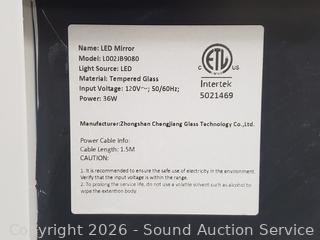 Name: LED Mirror
Model: L002JB9080
Light Source: LED
Material: Tempered Glass
Input Voltage: 120V~; 50/60Hz;
Power: 36W
C ETL US
Intertek
5021469
Manufacturer:Zhongshan Chengjiang Glass Technology Co.,Ltd.
Power Cable Info:
Cable Length: 1.5M
CAUTION:
1. It is recommended to ensure the safe use of electricity in the environment.
Verify that the input voltage is within this range.
2. To prolong the service life, do not use a volatile solvent such as alcohol to
wipe the extention body.
Copyright 2026 - Sound Auction Service